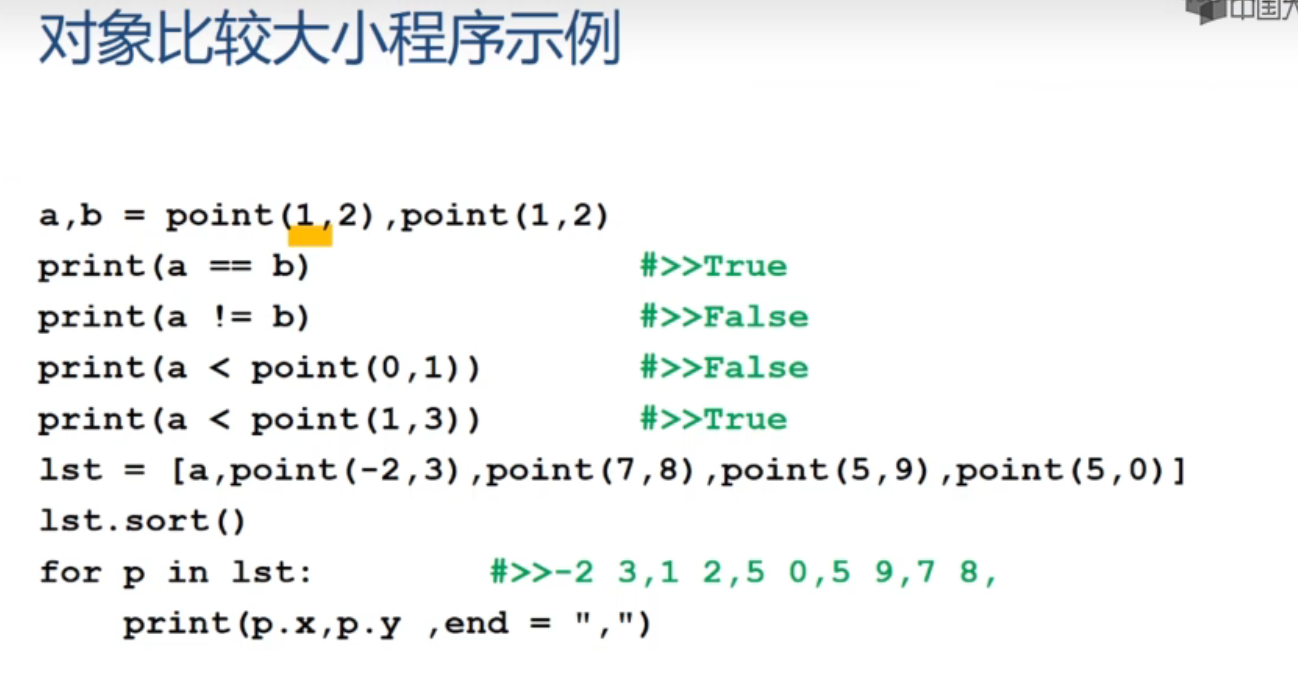 对象比较大小程序示例
中国
a,b = point(1,2),point(1,2)
print(a == b) #>>True
print(a != b) #>>False
print(a < point(0,1)) #>>False
print(a < point(1,3)) #>>True
lst = [a,point(-2,3),point(7,8),point(5,9),point(5,0)]
lst.sort()
for p in lst: #>>-2 3,1 2,5 0,5 9,7 8,
print(p.x,p.y ,end = ",")